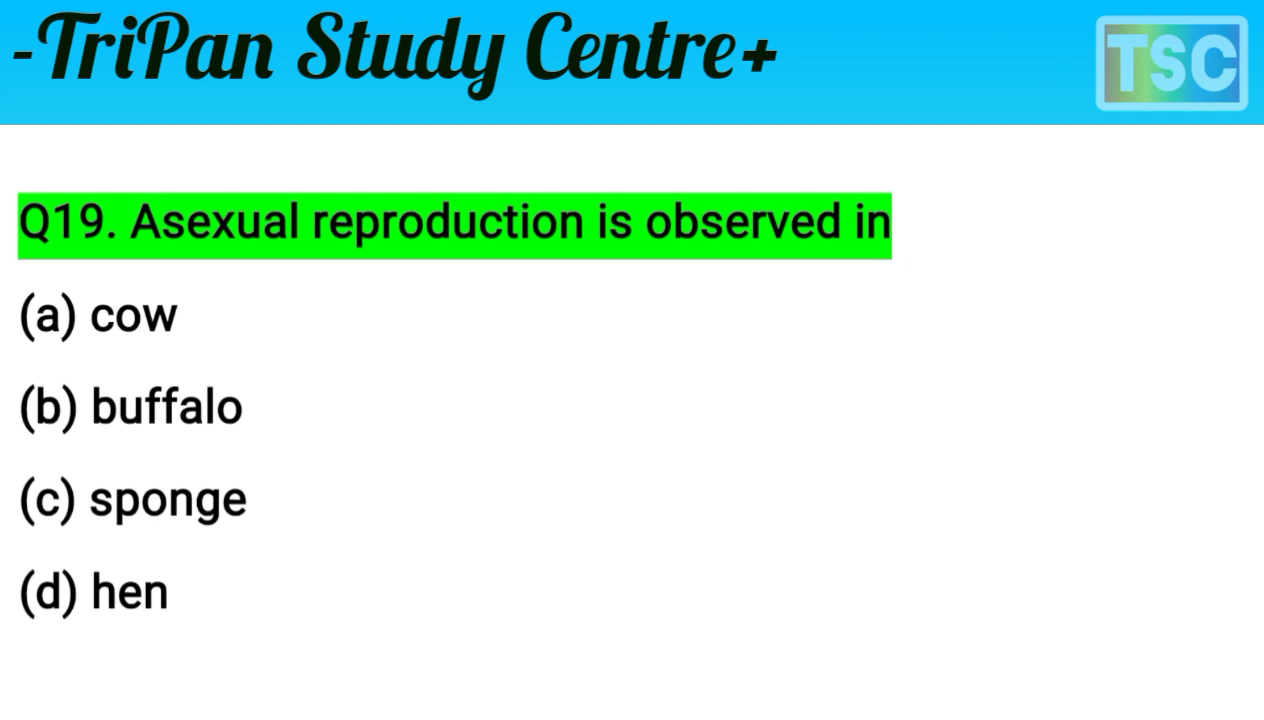 -TriPan Study Centre+
TSC
Q19. Asexual reproduction is observed in
(a) cow
(b) buffalo
(c) sponge
(d) hen